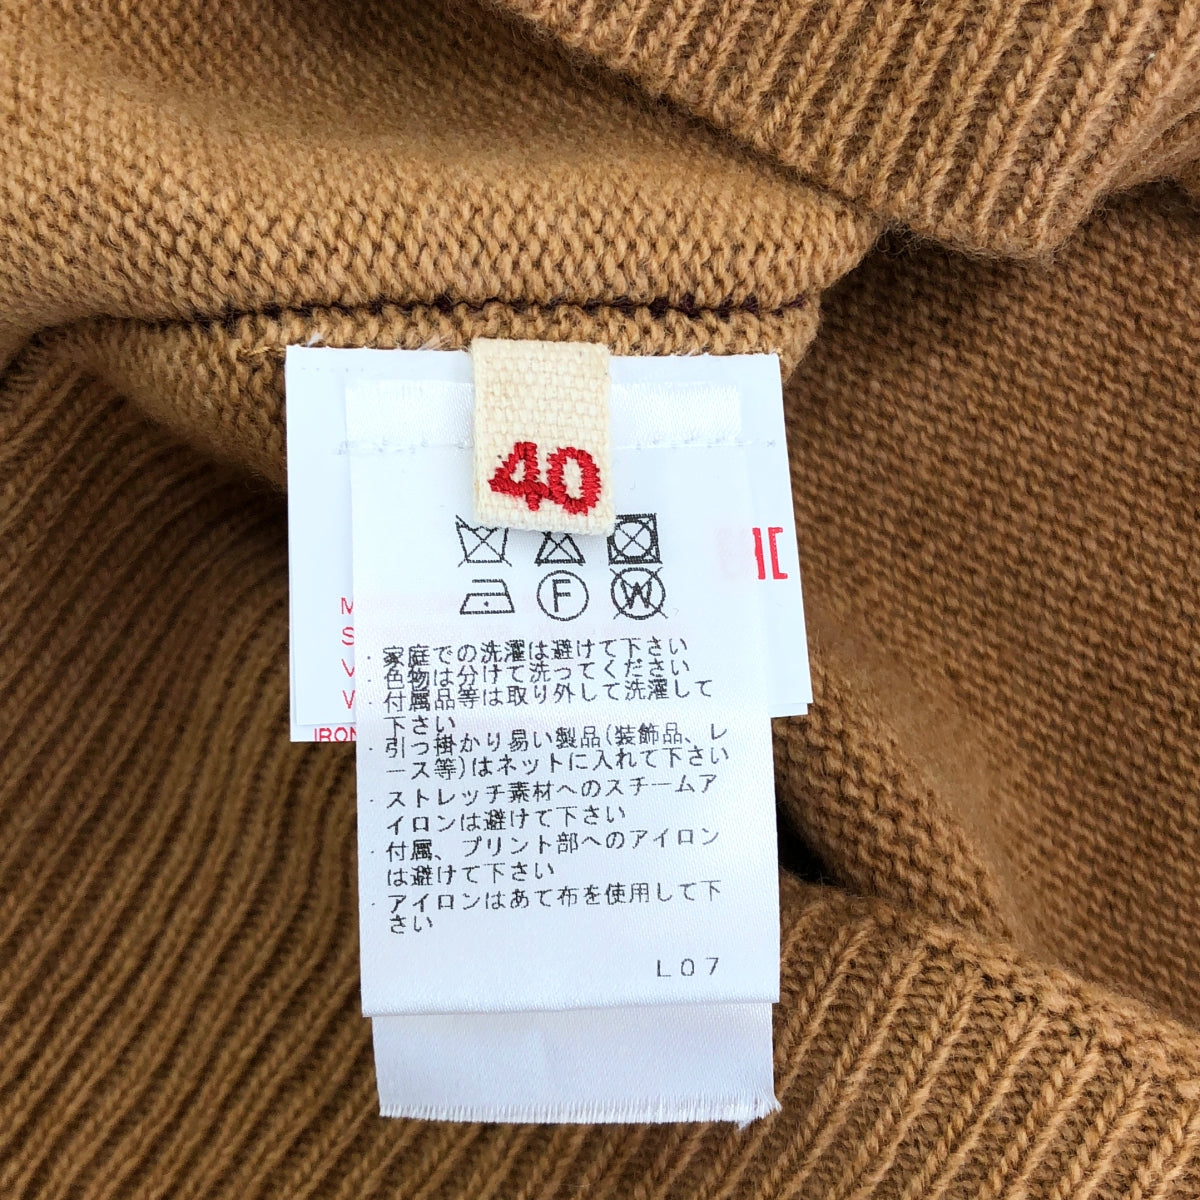 40
F
W
・家庭での洗濯は避けて下さい
・色物は分けて洗ってください
・付属品等は取り外して洗濯して
下さい
・引っ掛かり易い製品(装飾品、レ
ース等)はネットに入れて下さい
・ストレッチ素材へのスチームア
イロンは避けて下さい
・付属、プリント部へのアイロン
は避けて下さい
・アイロンはあて布を使用して下
さい
L07
IRON